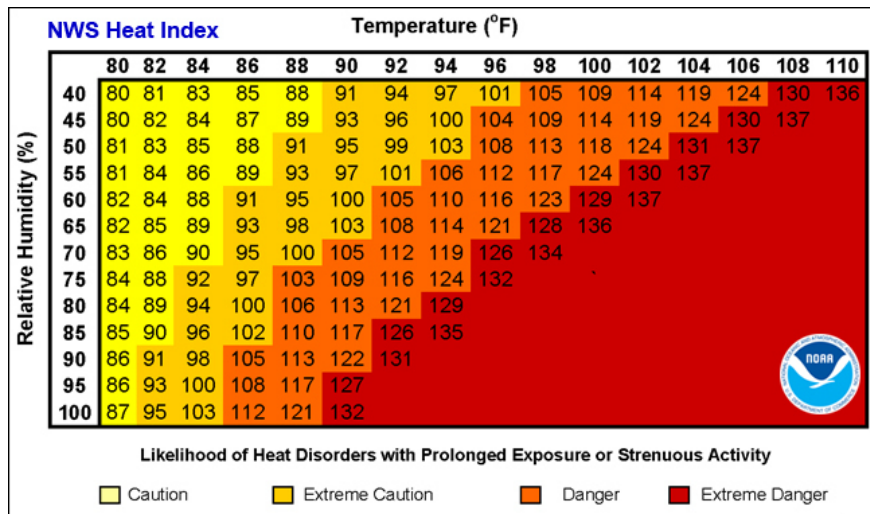 NWS Heat Index Temperature (°F)
80 82 84 86 88 90 92 94 96 98 100 102 104 106 108 110
40 80 81 83 85 88 91 94 97 101 105 109 114 119 124 130 136
45 80 82 84 87 89 93 96 100 104 109 114 119 124 130 137
50 81 83 85 88 91 95 99 103 108 113 118 124 131 137
55 81 84 86 89 93 97 101 106 112 117 124 130 137
60 82 84 88 91 95 100 105 110 116 123 129 137
65 82 85 89 93 98 103 108 114 121 128 136
70 83 86 90 95 100 105 112 119 126 134
75 84 88 92 97 103 109 116 124 132
80 84 89 94 100 106 113 121 129
85 85 90 96 102 110 117 126 135
90 86 91 98 105 113 122 131
95 86 93 100 108 117 127
100 87 95 103 112 121 132
Relative Humidity (%)
NOAA
Likelihood of Heat Disorders with Prolonged Exposure or Strenuous Activity
Caution Extreme Caution Danger Extreme Danger